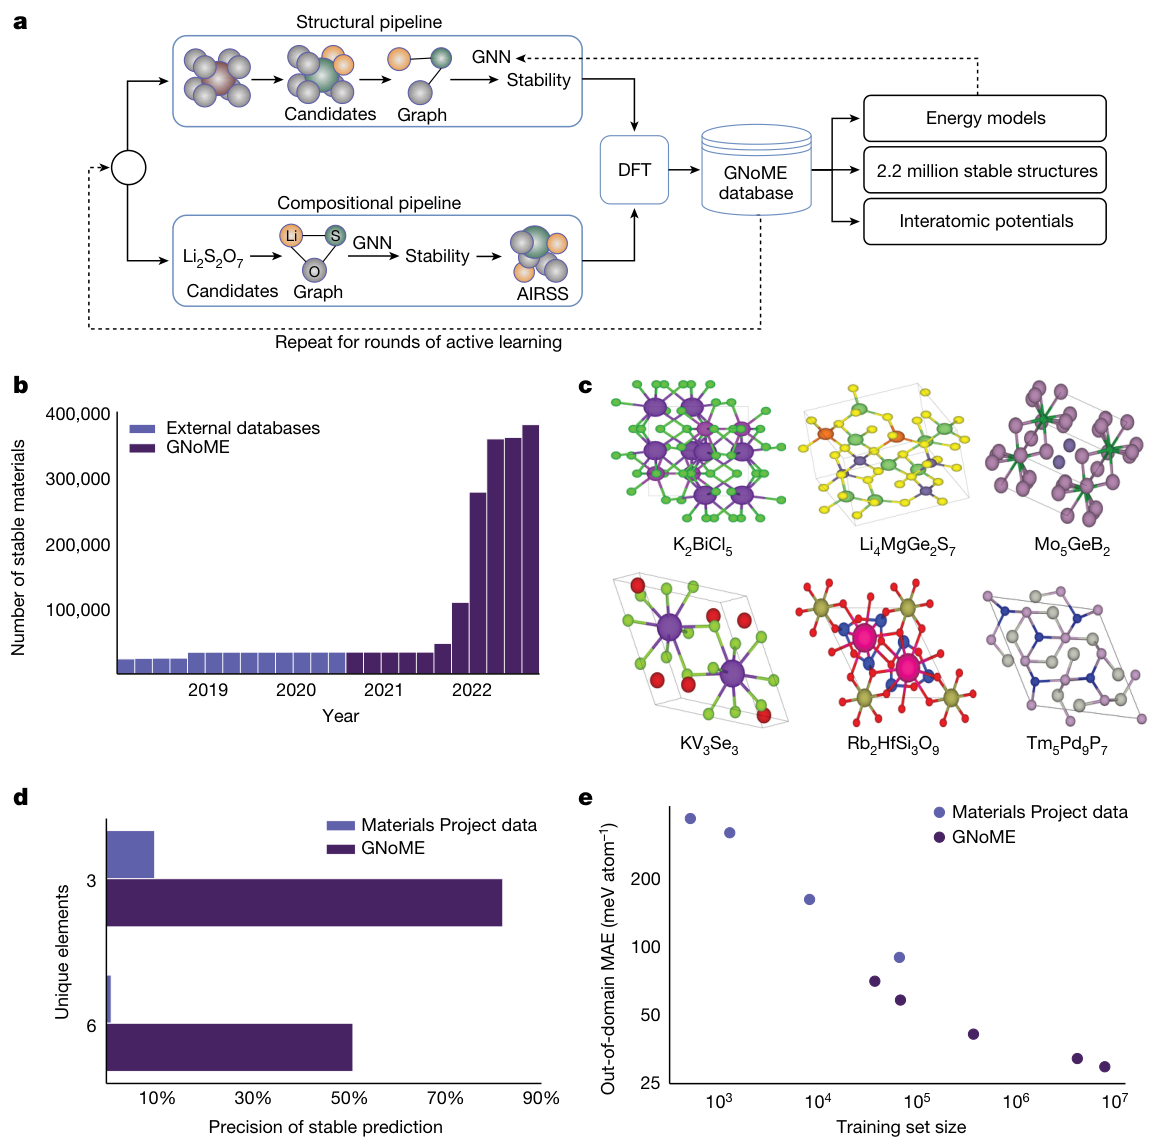 a
Structural pipeline
GNN
Stability
Candidates
Graph
Compositional pipeline
Li₂S₂O₇
Li
S
O
GNN
Stability
Candidates
Graph
AIRSS
DFT
GNoME
database
Energy models
2.2 million stable structures
Interatomic potentials
Repeat for rounds of active learning
b
Number of stable materials
400,000
300,000
200,000
100,000
External databases
GNoME
2019
2020
2021
2022
Year
c
K₂BiCl₅
Li₄MgGe₂S₇
Mo₅GeB₂
KV₃Se₃
Rb₂HfSi₃O₉
Tm₅Pd₉P₇
d
Unique elements
3
6
Materials Project data
GNoME
10%
30%
50%
70%
90%
Precision of stable prediction
e
Out-of-domain MAE (meV atom⁻¹)
200
100
50
25
Materials Project data
GNoME
10³
10⁴
10⁵
10⁶
10⁷
Training set size